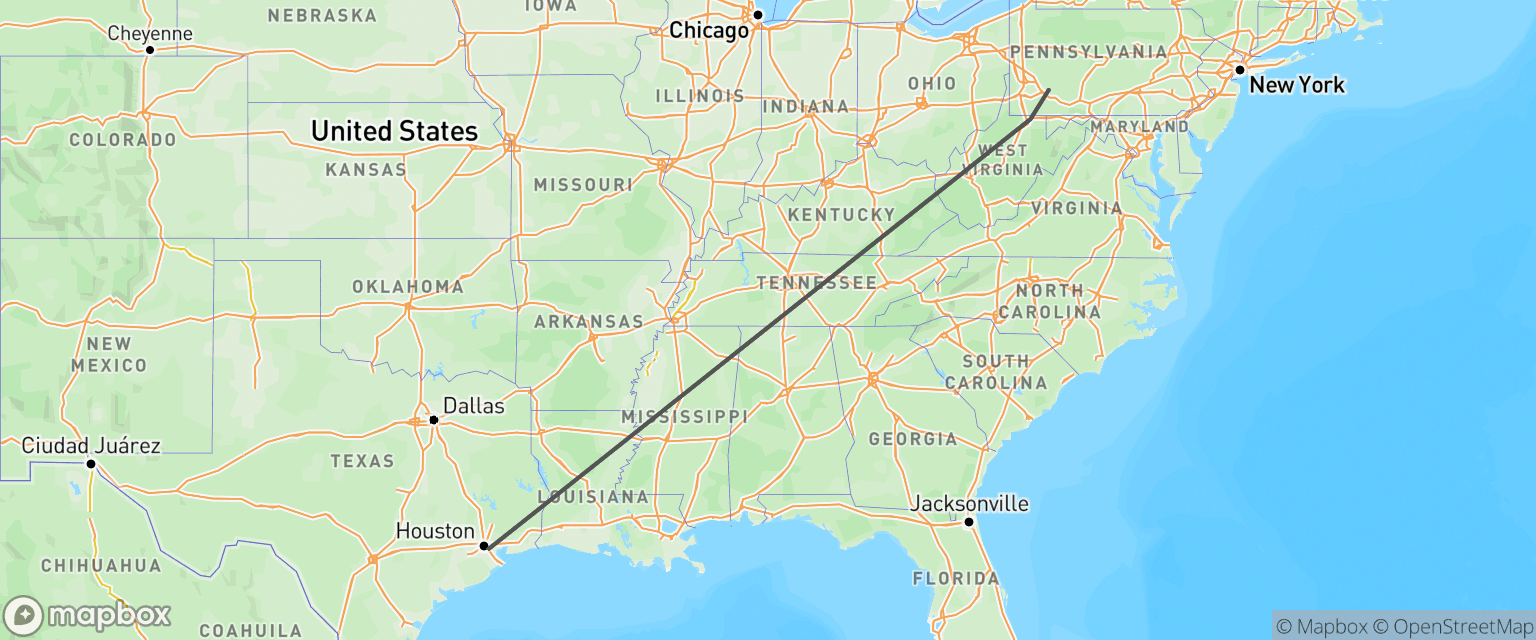 IOWA
NEBRASKA
Chicago
Cheyenne
PENNSYLVANIA
OHIO
New York
ILLINOIS
INDIANA
United States
COLORADO
MARYLAND
KANSAS
WEST
VIRGINIA
MISSOURI
KENTUCKY
VIRGINIA
OKLAHOMA
TENNESSEE
NORTH
CAROLINA
ARKANSAS
NEW
MEXICO
SOUTH
CAROLINA
Dallas
MISSISSIPPI
Ciudad Juárez
GEORGIA
TEXAS
LOUISIANA
Jacksonville
Houston
CHIHUAHUA
FLORIDA
mapbox
COAHUILA
© Mapbox © OpenStreetMap